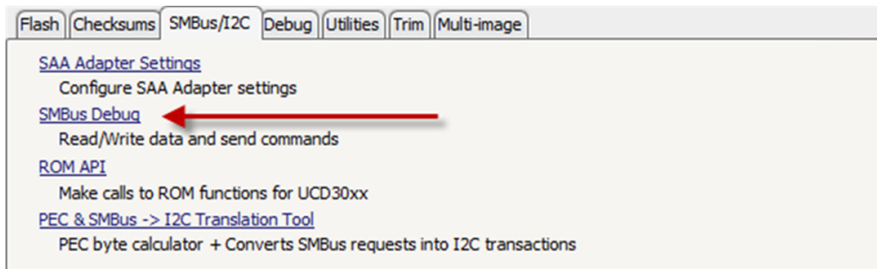 Flash Checksums SMBus/I2C Debug Utilities Trim Multi-image
SAA Adapter Settings
Configure SAA Adapter settings
SMBus Debug
Read/Write data and send commands
ROM API
Make calls to ROM functions for UCD30xx
PEC & SMBus -> I2C Translation Tool
PEC byte calculator + Converts SMBus requests into I2C transactions